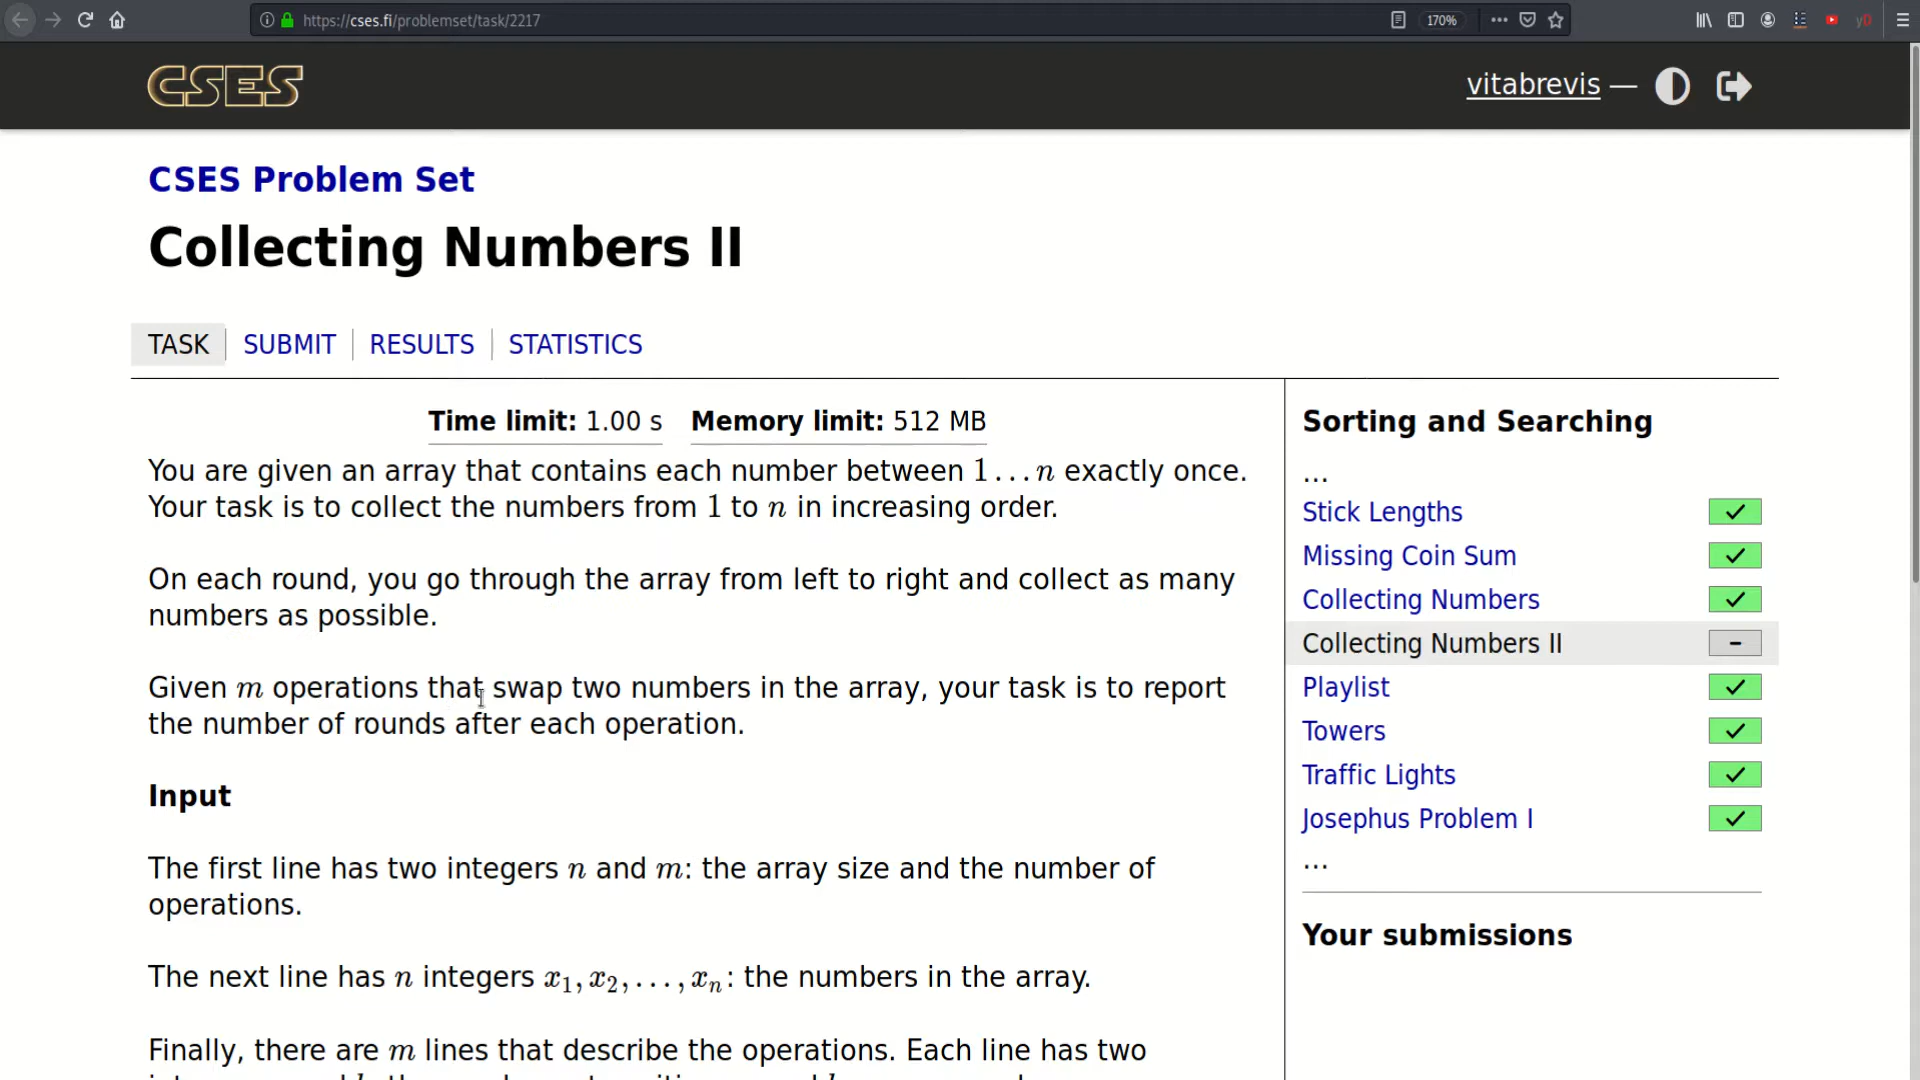 https://cses.fi/problemset/task/2217
170%
CSES
vitabrevis —
CSES Problem Set
Collecting Numbers II
TASK
SUBMIT
RESULTS
STATISTICS
Time limit: 1.00 s Memory limit: 512 MB
You are given an array that contains each number between 1 … n exactly once.
Your task is to collect the numbers from 1 to n in increasing order.
On each round, you go through the array from left to right and collect as many
numbers as possible.
Given m operations that swap two numbers in the array, your task is to report
the number of rounds after each operation.
Input
The first line has two integers n and m: the array size and the number of
operations.
The next line has n integers x₁, x₂, …, xₙ: the numbers in the array.
Finally, there are m lines that describe the operations. Each line has two
Sorting and Searching
...
Stick Lengths
Missing Coin Sum
Collecting Numbers
Collecting Numbers II
Playlist
Towers
Traffic Lights
Josephus Problem I
...
Your submissions